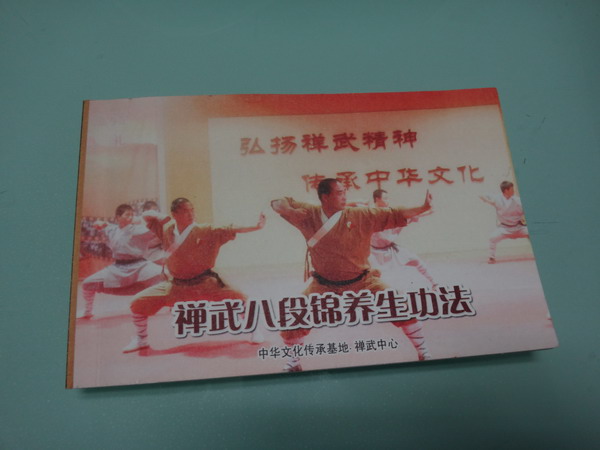 弘扬禅武精神
传承中华文化
禅武八段锦养生功法
中华文化传承基地 禅武中心